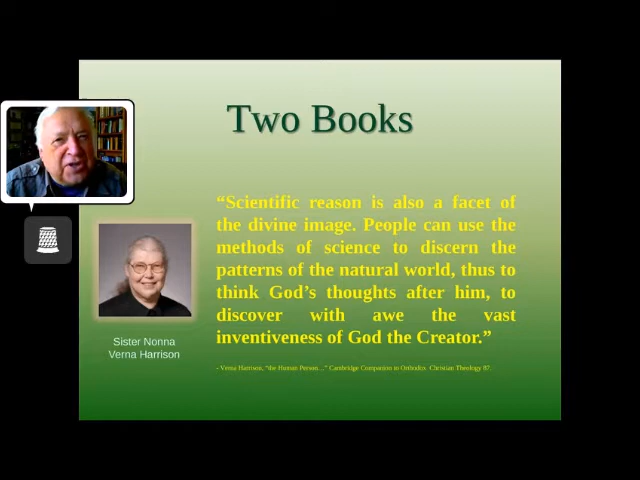 Two Books
“Scientific reason is also a facet of
the divine image. People can use the
methods of science to discern the
patterns of the natural world, thus to
think God’s thoughts after him, to
discover with awe the vast
inventiveness of God the Creator.”
- Verna Harrison, “the Human Person...” Cambridge Companion to Orthodox Christian Theology 87.
Sister Nonna
Verna Harrison